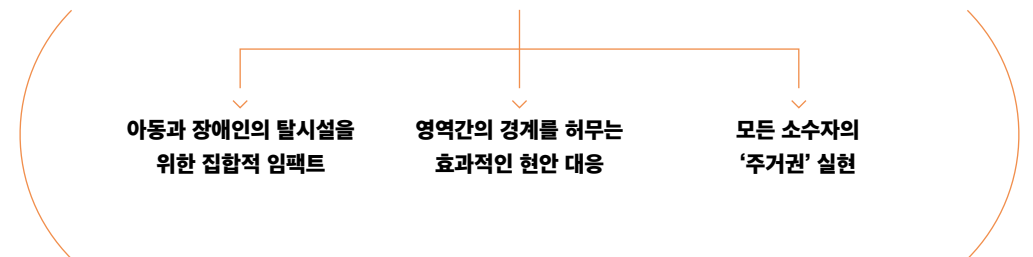 아동과 장애인의 탈시설을
위한 집합적 임팩트
영역간의 경계를 허무는
효과적인 현안 대응
모든 소수자의
‘주거권’ 실현